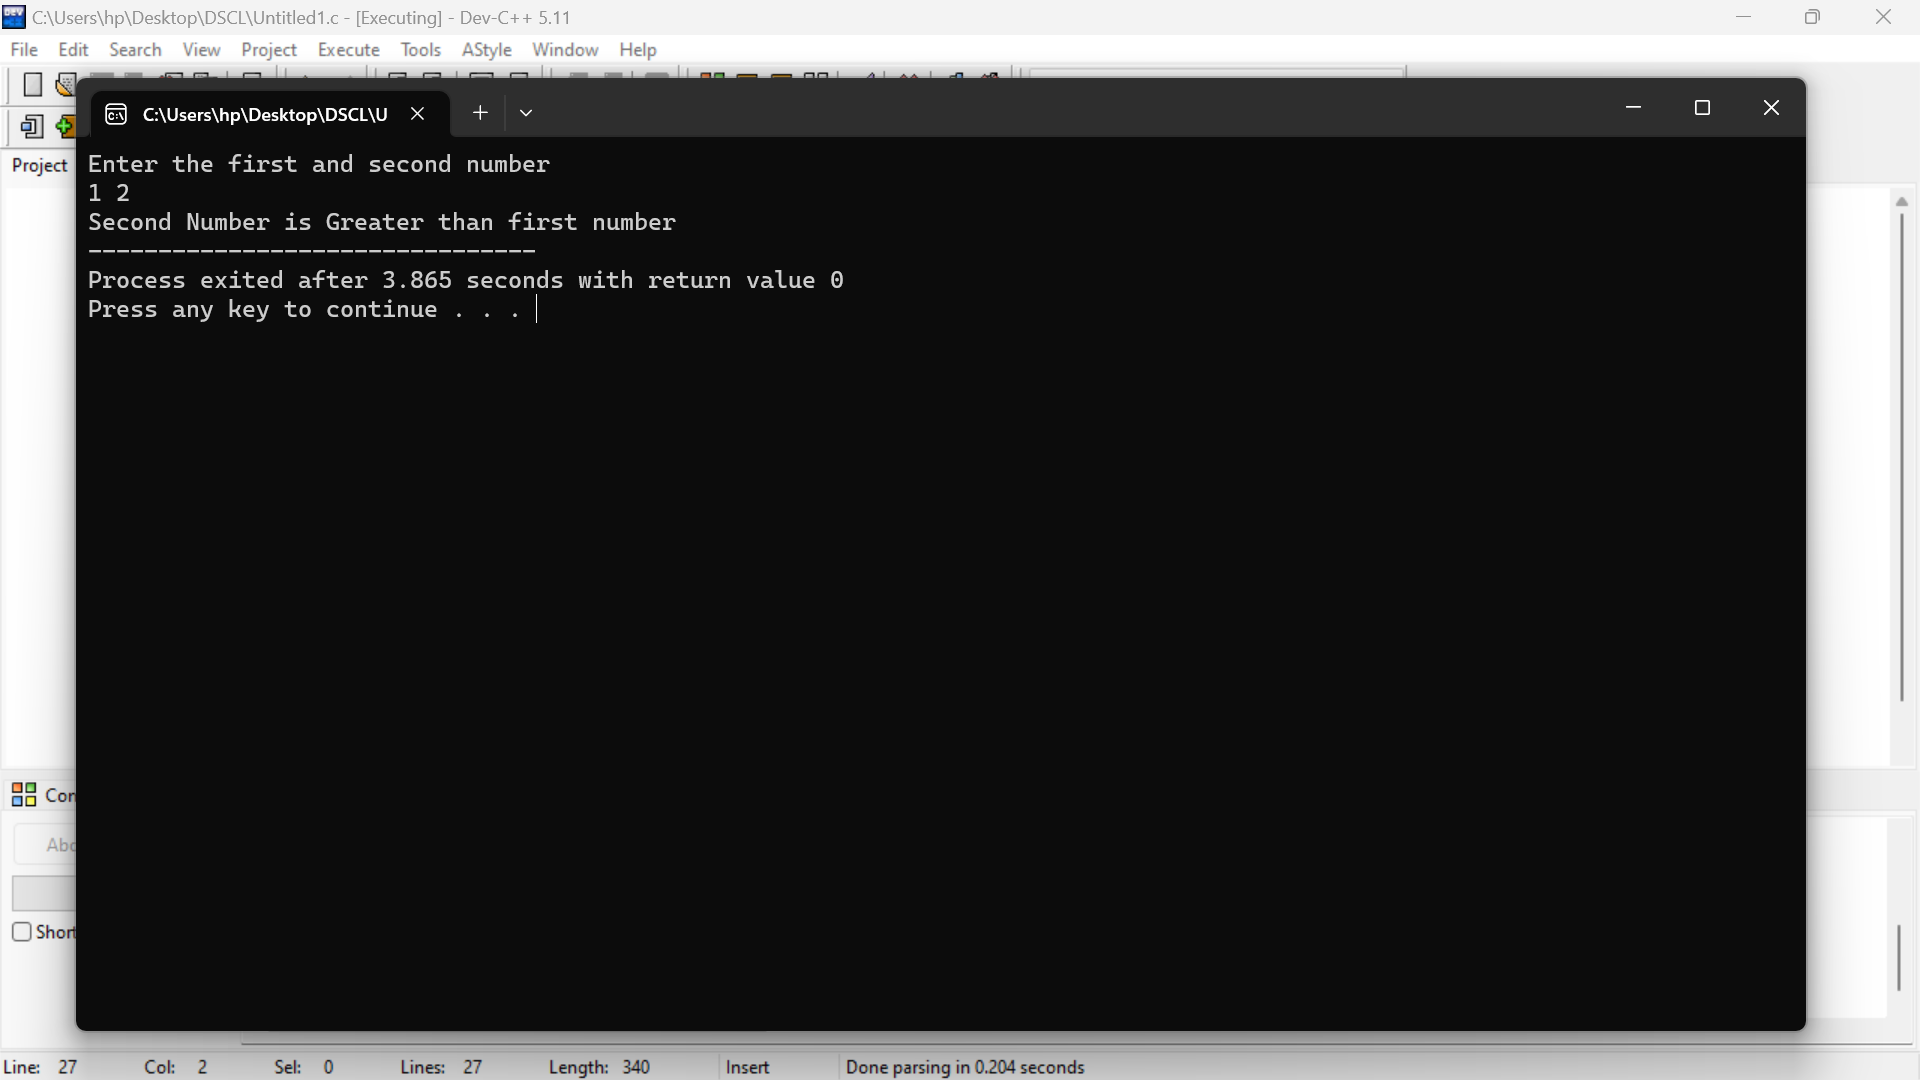 C:\Users\hp\Desktop\DSCL\Untitled1.c - [Executing] - Dev-C++ 5.11
File Edit Search View Project Execute Tools AStyle Window Help
C:\Users\hp\Desktop\DSCL\U
Project
Enter the first and second number
1 2
Second Number is Greater than first number
--------------------------------
Process exited after 3.865 seconds with return value 0
Press any key to continue . . .
Line: 27 Col: 2 Sel: 0 Lines: 27 Length: 340 Insert Done parsing in 0.204 seconds